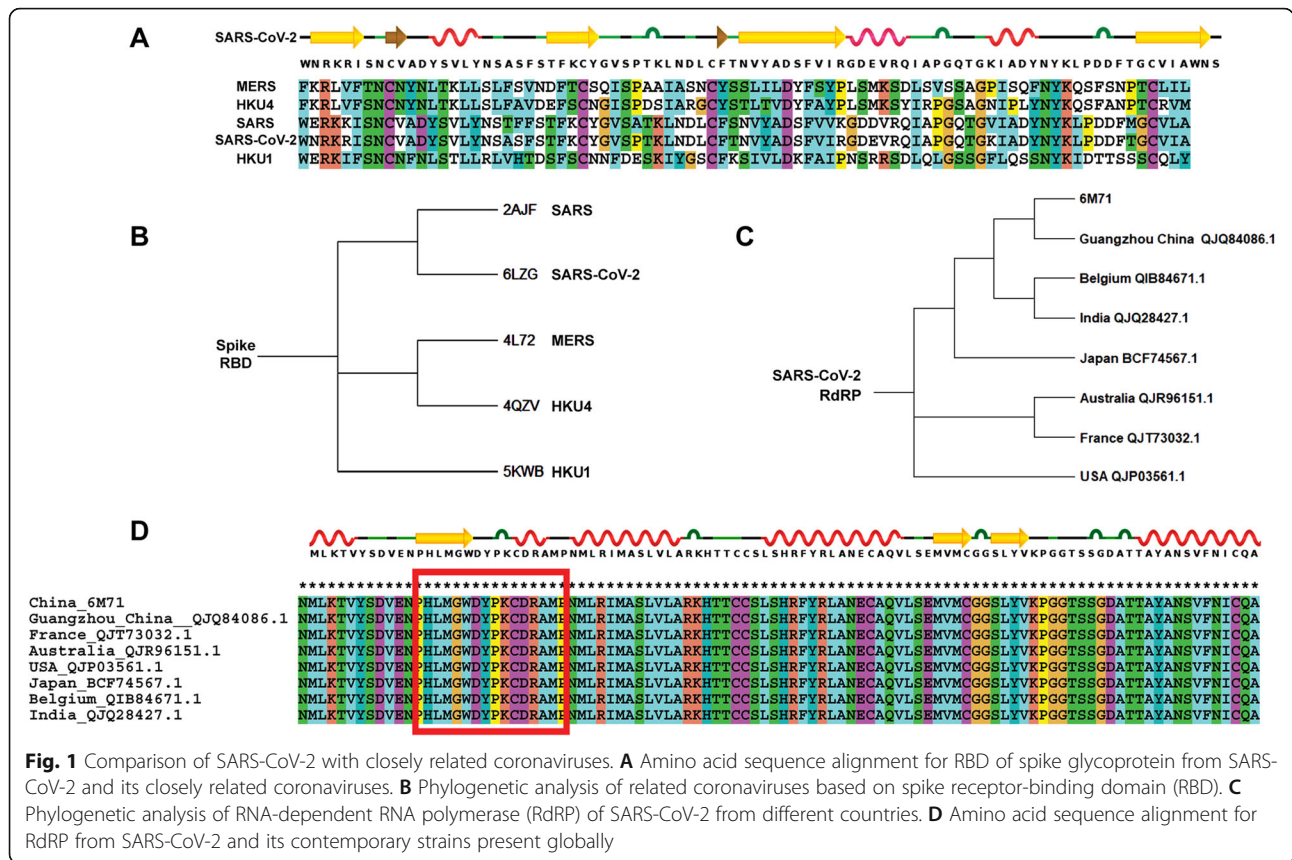 A
SARS-CoV-2
WNRKRISNCVADYSVLYNSASFSTFKCYGVSPTKLNDLCFTNVYADSFVIRGDEVRQIAPGQTGKIADYNYKLPDDFTGCVIAWNS
MERS FKRLVFTNCNYNLTKLLSLFSVNDFTCSQISPAAIASNCYSSLILDYFSYPLSMKSDLSVSSAGPISQFNYKQSFSNPTCLIL
HKU4 FKRLVFSNCNYNLTKLLSLFAVDEFSCNGISPDSIARGCYSTLTVDYFAYPLSMKSYIRPGSAGNIPLYNYKQSFANPTCRVM
SARS WERKKISNCVADYSVLYNSTFFSTFKCYGVSATKLNDLCFSNVYADSFVVKGDDVRQIAPGQTGVIADYNYKLPDDFMGCVLA
SARS-CoV-2 WNRKRISNCVADYSVLYNSASFSTFKCYGVSPTKLNDLCFTNVYADSFVIRGDEVRQIAPGQTGKIADYNYKLPDDFTGCVIA
HKU1 WERKIFSNCNFNLSTLLRLVHTDSFSCNNFDESKIYGSCFKSIVLDKFAIPNSRRSDLQLGSSGFLQSSNYKIDTTSSSCQLY
B
Spike
RBD
2AJF SARS
6LZG SARS-CoV-2
4L72 MERS
4QZV HKU4
5KWB HKU1
C
SARS-CoV-2
RdRP
6M71
Guangzhou China QJQ84086.1
Belgium QIB84671.1
India QJQ28427.1
Japan BCF74567.1
Australia QJR96151.1
France QJT73032.1
USA QJP03561.1
D
MLKTVYSDVENPHLMGWDYPKCDRAMPNMLRIMASLVLARKHTTCCSLSHRFYRLANECAQVLSEMVMCGGSLYVKPGGTSSGDATTAYANSVFNICQA
China_6M71 NMLKTVYSDVENPHLMGWDYPKCDRAMPNMLRIMASLVLARKHTTCCSLSHRFYRLANECAQVLSEMVMCGGSLYVKPGGTSSGDATTAYANSVFNICQA
Guangzhou_China__QJQ84086.1 NMLKTVYSDVENPHLMGWDYPKCDRAMPNMLRIMASLVLARKHTTCCSLSHRFYRLANECAQVLSEMVMCGGSLYVKPGGTSSGDATTAYANSVFNICQA
France_QJT73032.1 NMLKTVYSDVENPHLMGWDYPKCDRAMPNMLRIMASLVLARKHTTCCSLSHRFYRLANECAQVLSEMVMCGGSLYVKPGGTSSGDATTAYANSVFNICQA
Australia_QJR96151.1 NMLKTVYSDVENPHLMGWDYPKCDRAMPNMLRIMASLVLARKHTTCCSLSHRFYRLANECAQVLSEMVMCGGSLYVKPGGTSSGDATTAYANSVFNICQA
USA_QJP03561.1 NMLKTVYSDVENPHLMGWDYPKCDRAMPNMLRIMASLVLARKHTTCCSLSHRFYRLANECAQVLSEMVMCGGSLYVKPGGTSSGDATTAYANSVFNICQA
Japan_BCF74567.1 NMLKTVYSDVENPHLMGWDYPKCDRAMPNMLRIMASLVLARKHTTCCSLSHRFYRLANECAQVLSEMVMCGGSLYVKPGGTSSGDATTAYANSVFNICQA
Belgium_QIB84671.1 NMLKTVYSDVENPHLMGWDYPKCDRAMPNMLRIMASLVLARKHTTCCSLSHRFYRLANECAQVLSEMVMCGGSLYVKPGGTSSGDATTAYANSVFNICQA
India_QJQ28427.1 NMLKTVYSDVENPHLMGWDYPKCDRAMPNMLRIMASLVLARKHTTCCSLSHRFYRLANECAQVLSEMVMCGGSLYVKPGGTSSGDATTAYANSVFNICQA
Fig. 1 Comparison of SARS-CoV-2 with closely related coronaviruses. A Amino acid sequence alignment for RBD of spike glycoprotein from SARS-
CoV-2 and its closely related coronaviruses. B Phylogenetic analysis of related coronaviruses based on spike receptor-binding domain (RBD). C
Phylogenetic analysis of RNA-dependent RNA polymerase (RdRP) of SARS-CoV-2 from different countries. D Amino acid sequence alignment for
RdRP from SARS-CoV-2 and its contemporary strains present globally